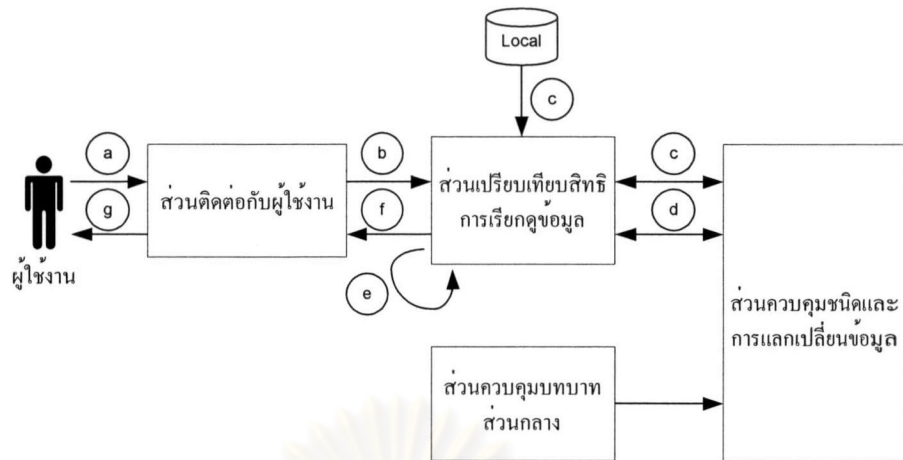 Local
c
a
b
c
ส่วนติดต่อกับผู้ใช้งาน
ส่วนเปรียบเทียบสิทธิ
การเรียกดูข้อมูล
g
f
d
ผู้ใช้งาน
e
ส่วนควบคุมชนิดและ
การแลกเปลี่ยนข้อมูล
ส่วนควบคุมบทบาท
ส่วนกลาง